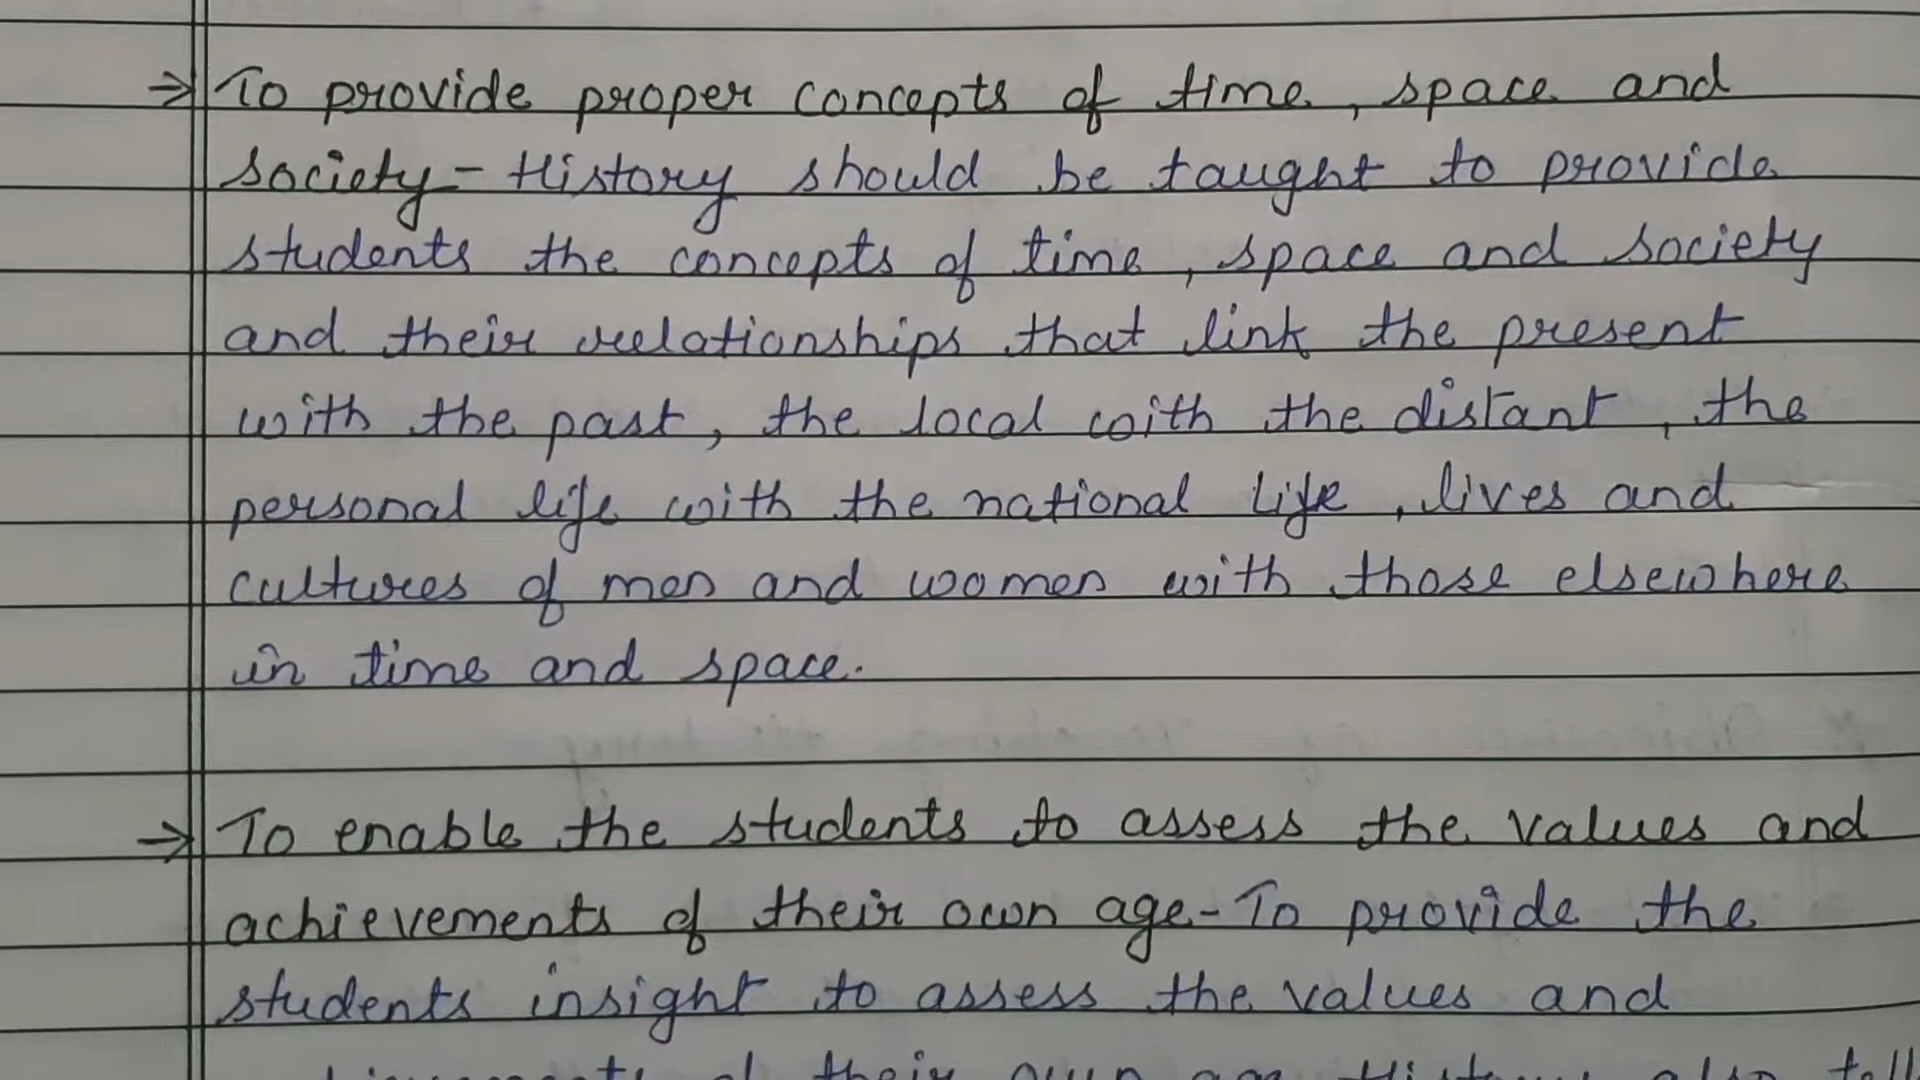 ⇒ To provide proper concepts of time, space and
society - History should be taught to provide
students the concepts of time, space and society
and their relationships that link the present
with the past, the local with the distant, the
personal life with the national life, lives and
cultures of men and women with those elsewhere
in time and space.
→ To enable the students to assess the values and
achievements of their own age - To provide the
students insight to assess the values and
their own